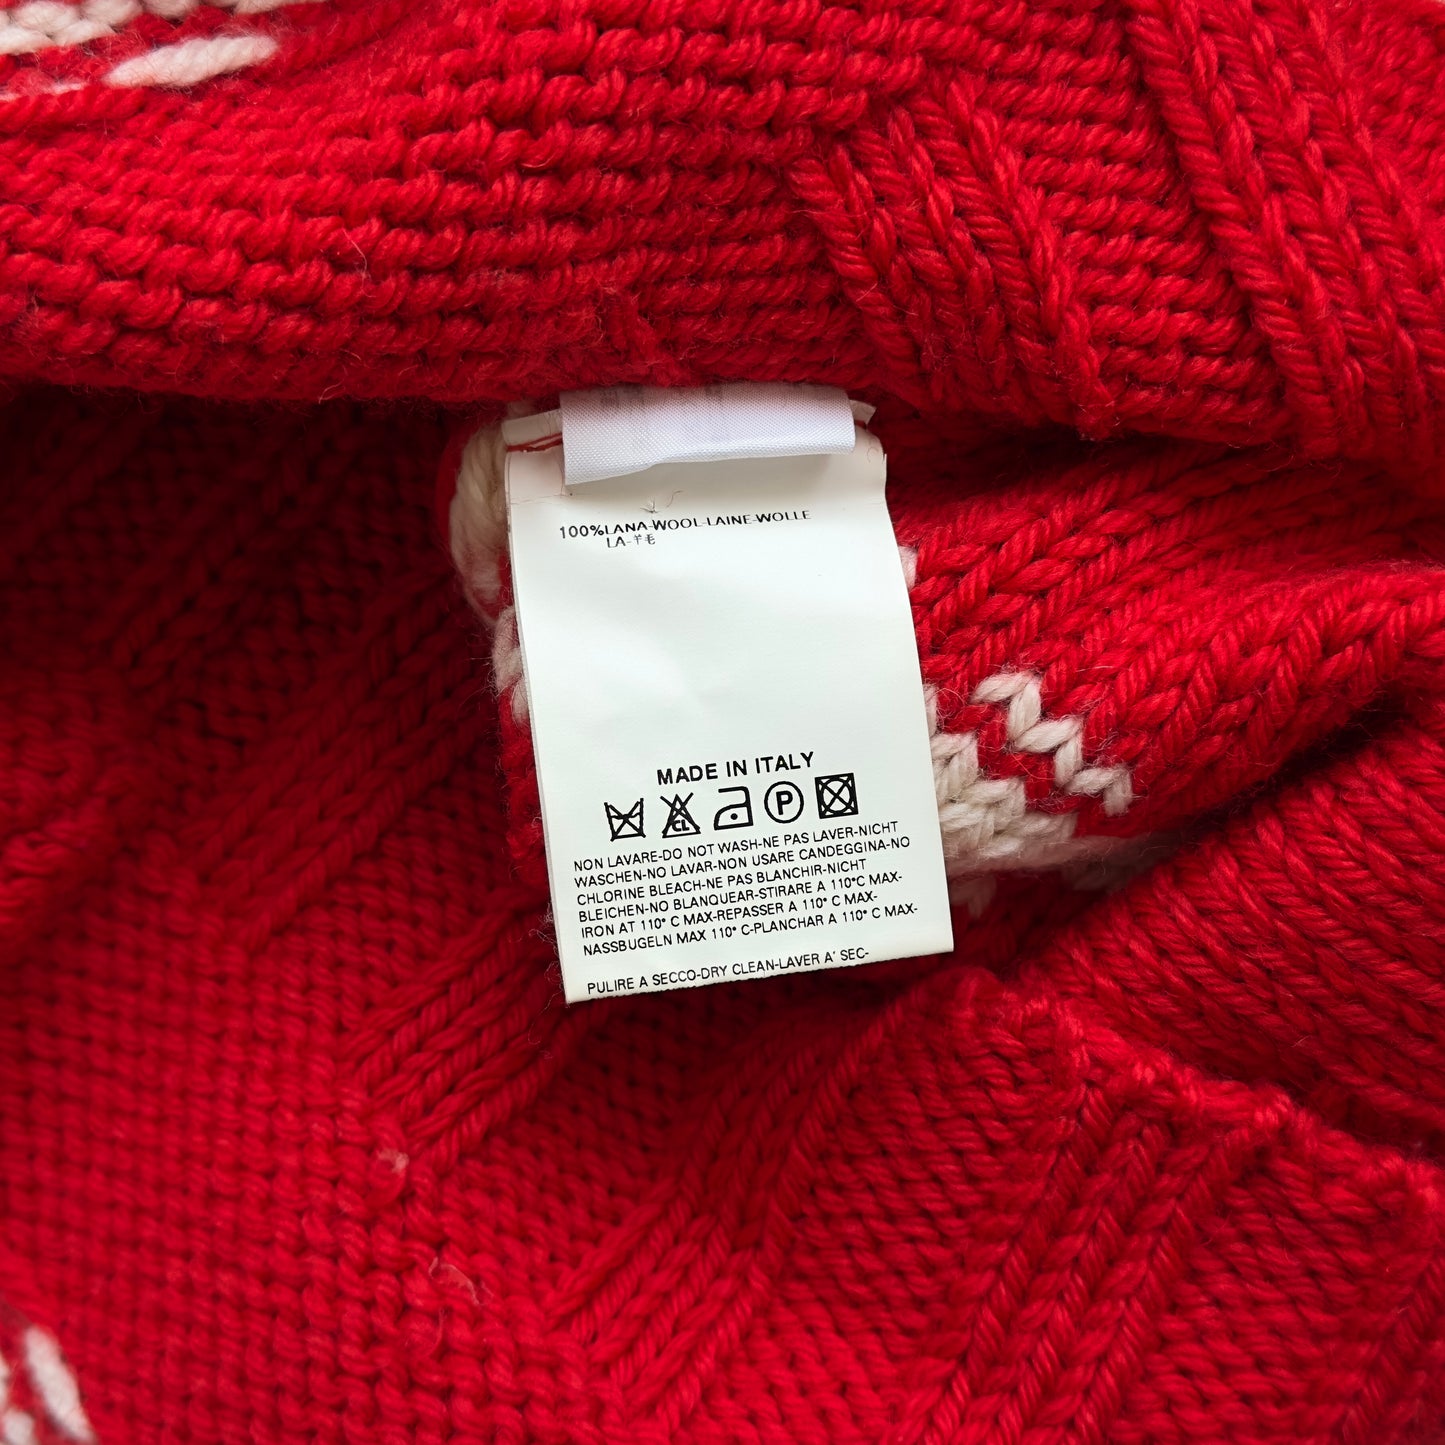 100%LANA-WOOL-LAINE-WOLLE
LA-羊毛
MADE IN ITALY
CL
P
NON LAVARE-DO NOT WASH-NE PAS LAVER-NICHT
WASCHEN-NO LAVAR-NON USARE CANDEGGINA-NO
CHLORINE BLEACH-NE PAS BLANCHIR-NICHT
BLEICHEN-NO BLANQUEAR-STIRARE A 110°C MAX-
IRON AT 110° C MAX-REPASSER A 110° C MAX-
NASSBUGELN MAX 110° C-PLANCHAR A 110° C MAX-
PULIRE A SECCO-DRY CLEAN-LAVER A' SEC-